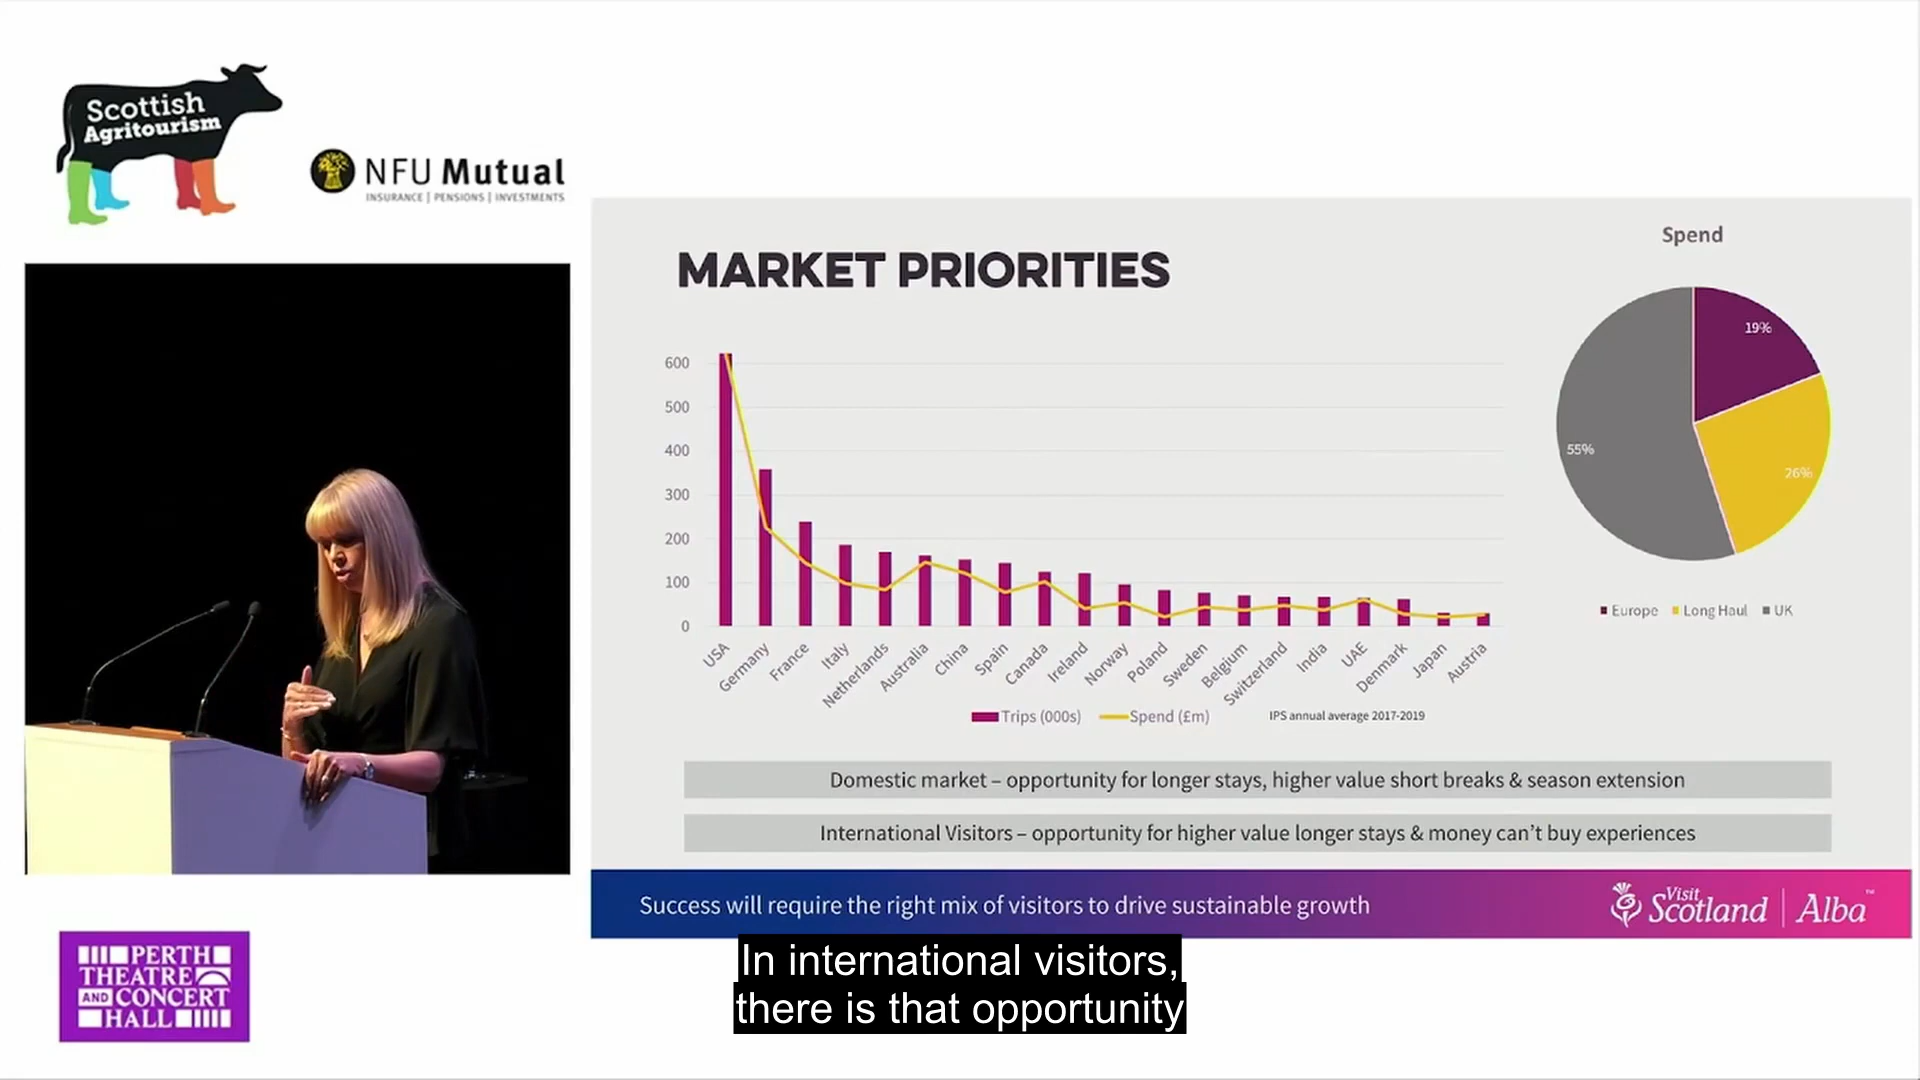 Scottish
Agritourism
NFU Mutual
INSURANCE | PENSIONS | INVESTMENTS
MARKET PRIORITIES
600
500
400
300
200
100
0
USA
Germany
France
Italy
Netherlands
Australia
China
Spain
Canada
Ireland
Norway
Poland
Sweden
Belgium
Switzerland
India
UAE
Denmark
Japan
Austria
Trips (000s)
Spend (£m)
IPS annual average 2017-2019
Spend
19%
55%
26%
Europe
Long Haul
UK
Domestic market – opportunity for longer stays, higher value short breaks & season extension
International Visitors – opportunity for higher value longer stays & money can't buy experiences
Success will require the right mix of visitors to drive sustainable growth
Visit
Scotland | Alba™
PERTH
THEATRE
AND CONCERT
HALL
In international visitors,
there is that opportunity